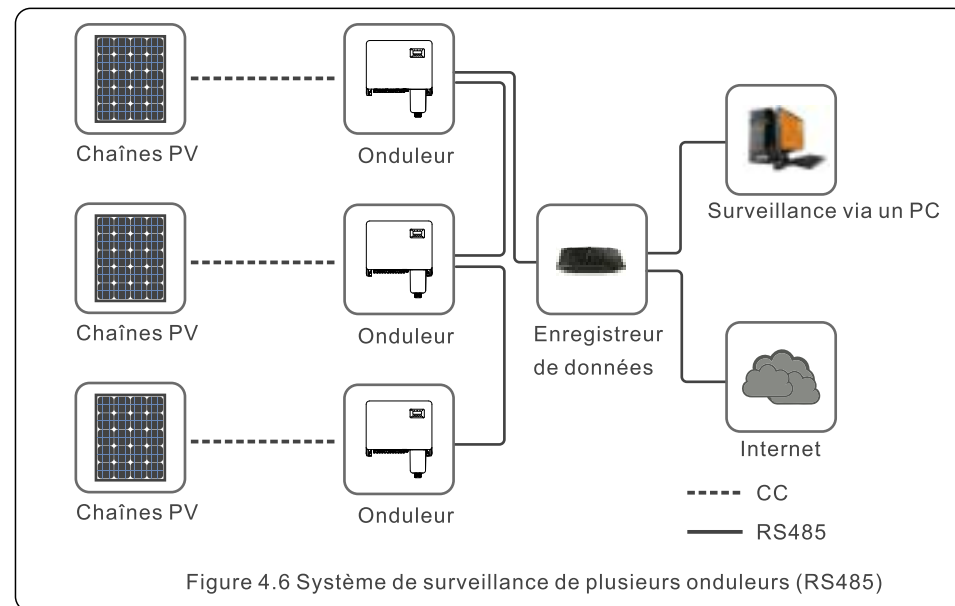 Chaînes PV
Onduleur
Surveillance via un PC
Chaînes PV
Onduleur
Enregistreur
de données
Internet
Chaînes PV
Onduleur
CC
RS485
Figure 4.6 Système de surveillance de plusieurs onduleurs (RS485)